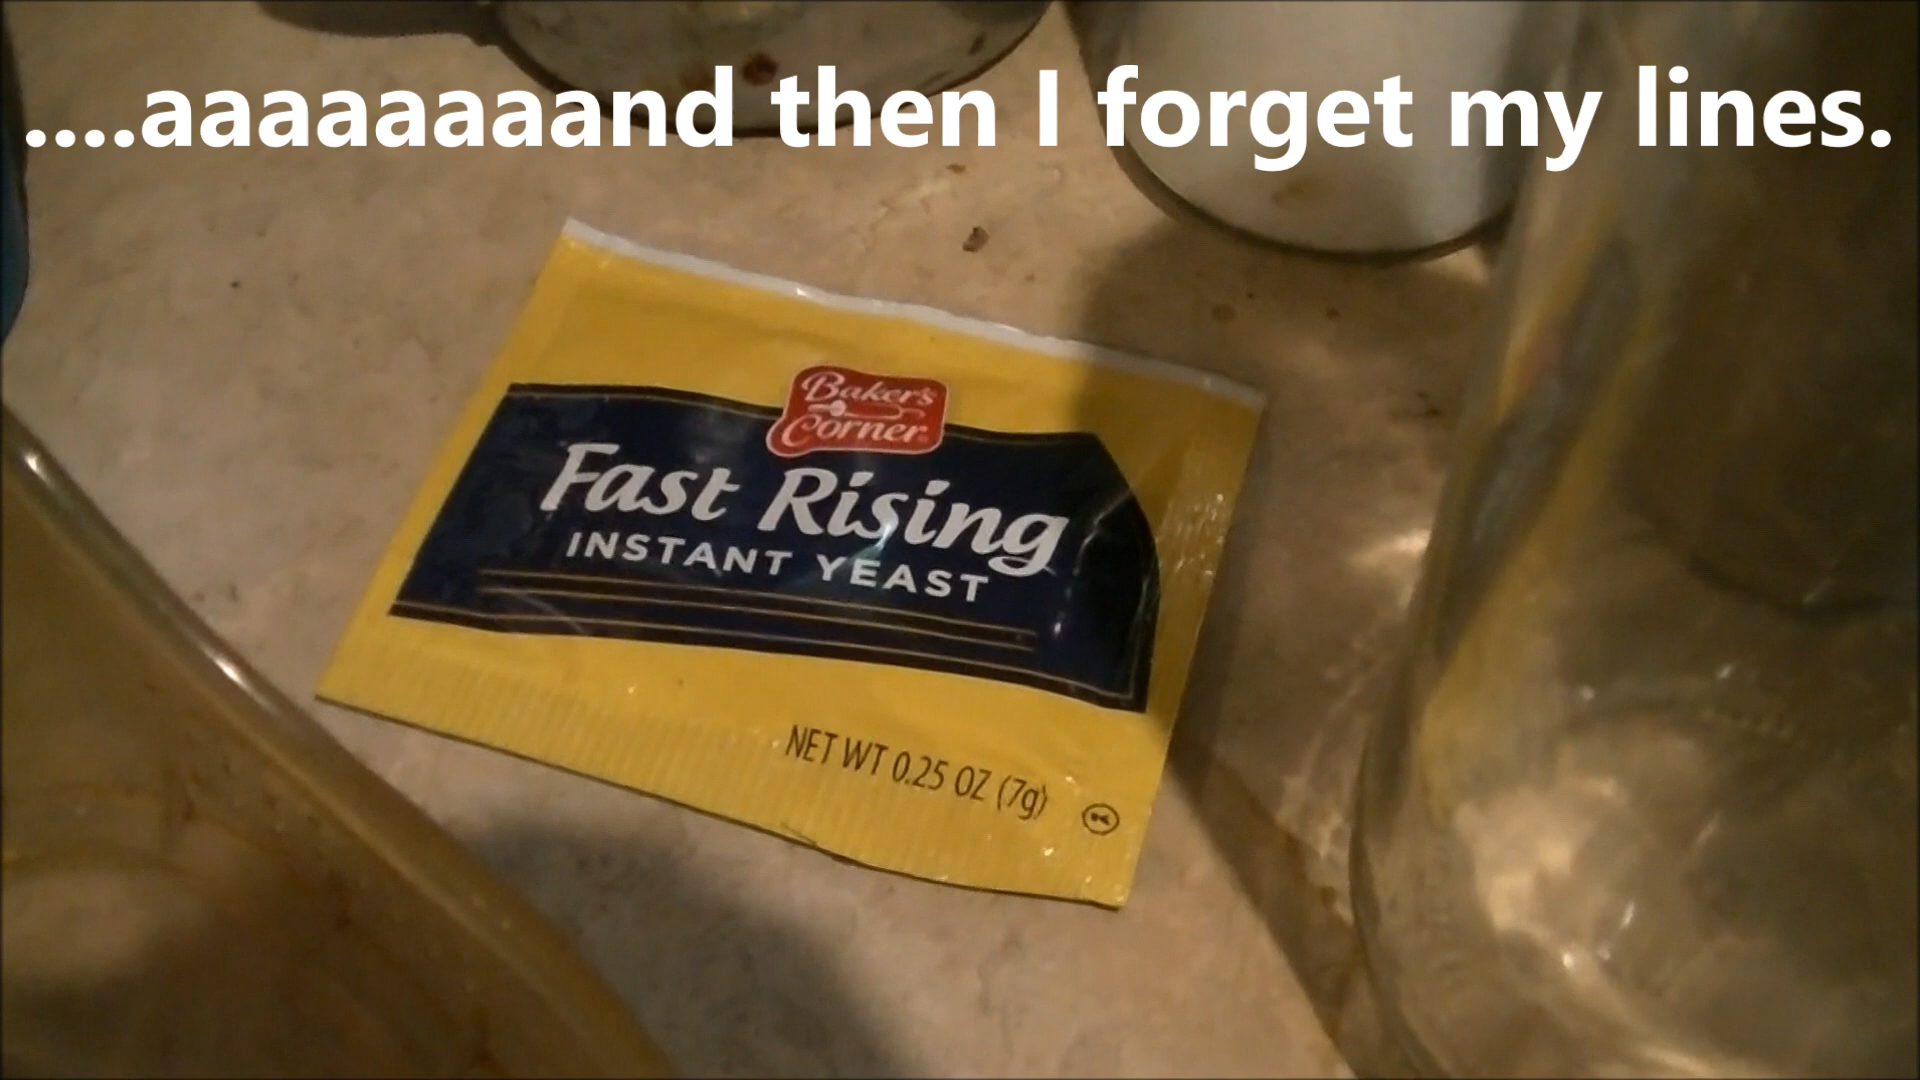 ....aaaaaaaand then I forget my lines.
Baker's
Corner
Fast Rising
INSTANT YEAST
NET WT 0.25 OZ (7g)
K